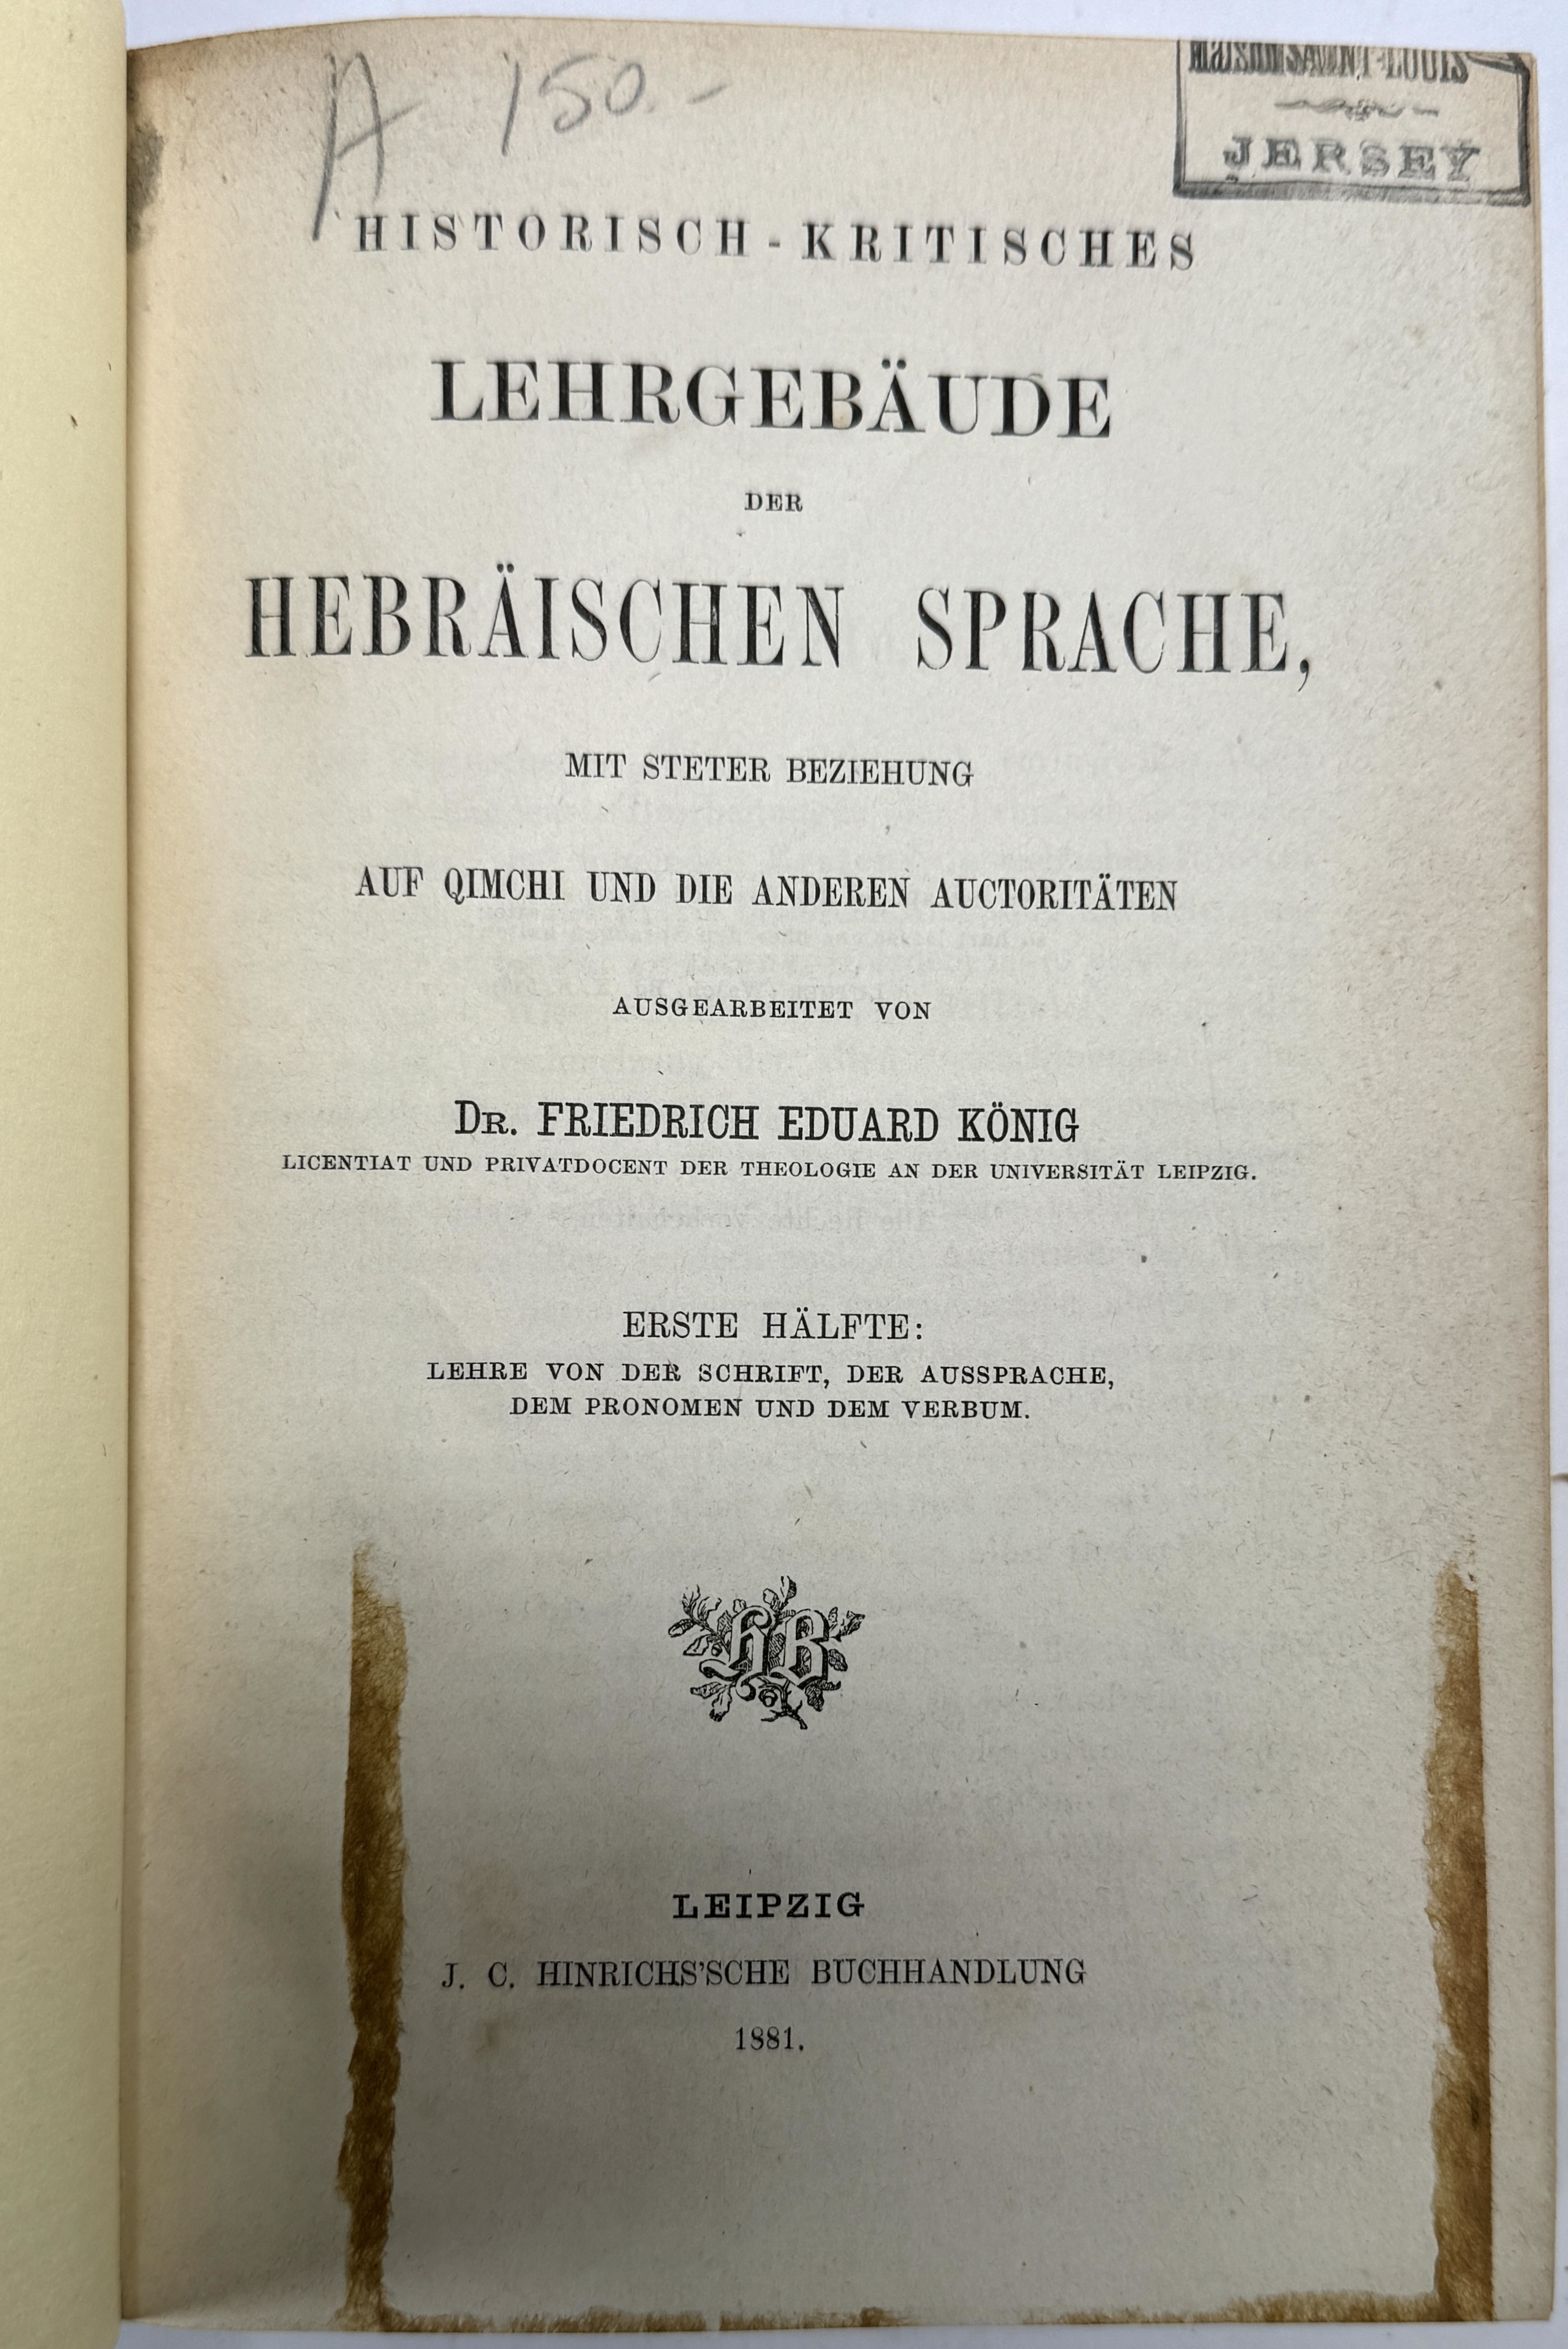 A 150.-
Maison SAINT-LOUIS
JERSEY
HISTORISCH-KRITISCHES
LEHRGEBÄUDE
DER
HEBRÄISCHEN SPRACHE,
MIT STETER BEZIEHUNG
AUF QIMCHI UND DIE ANDEREN AUCTORITÄTEN
AUSGEARBEITET VON
DR. FRIEDRICH EDUARD KÖNIG
LICENTIAT UND PRIVATDOCENT DER THEOLOGIE AN DER UNIVERSITÄT LEIPZIG.
ERSTE HÄLFTE:
LEHRE VON DER SCHRIFT, DER AUSSPRACHE,
DEM PRONOMEN UND DEM VERBUM.
HB
LEIPZIG
J. C. HINRICHS'SCHE BUCHHANDLUNG
1881.